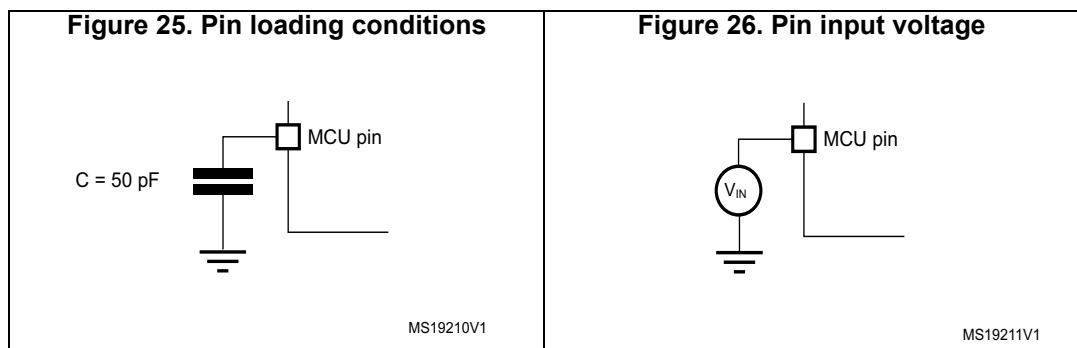 Figure 25. Pin loading conditions
MCU pin
C = 50 pF
MS19210V1
Figure 26. Pin input voltage
MCU pin
VIN
MS19211V1